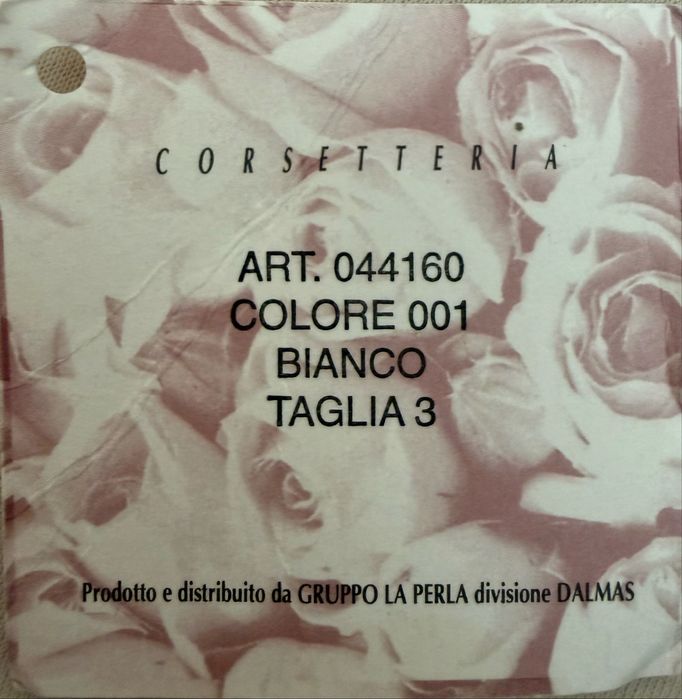 CORSETTERIA
ART. 044160
COLORE 001
BIANCO
TAGLIA 3
Prodotto e distribuito da GRUPPO LA PERLA divisione DALMAS